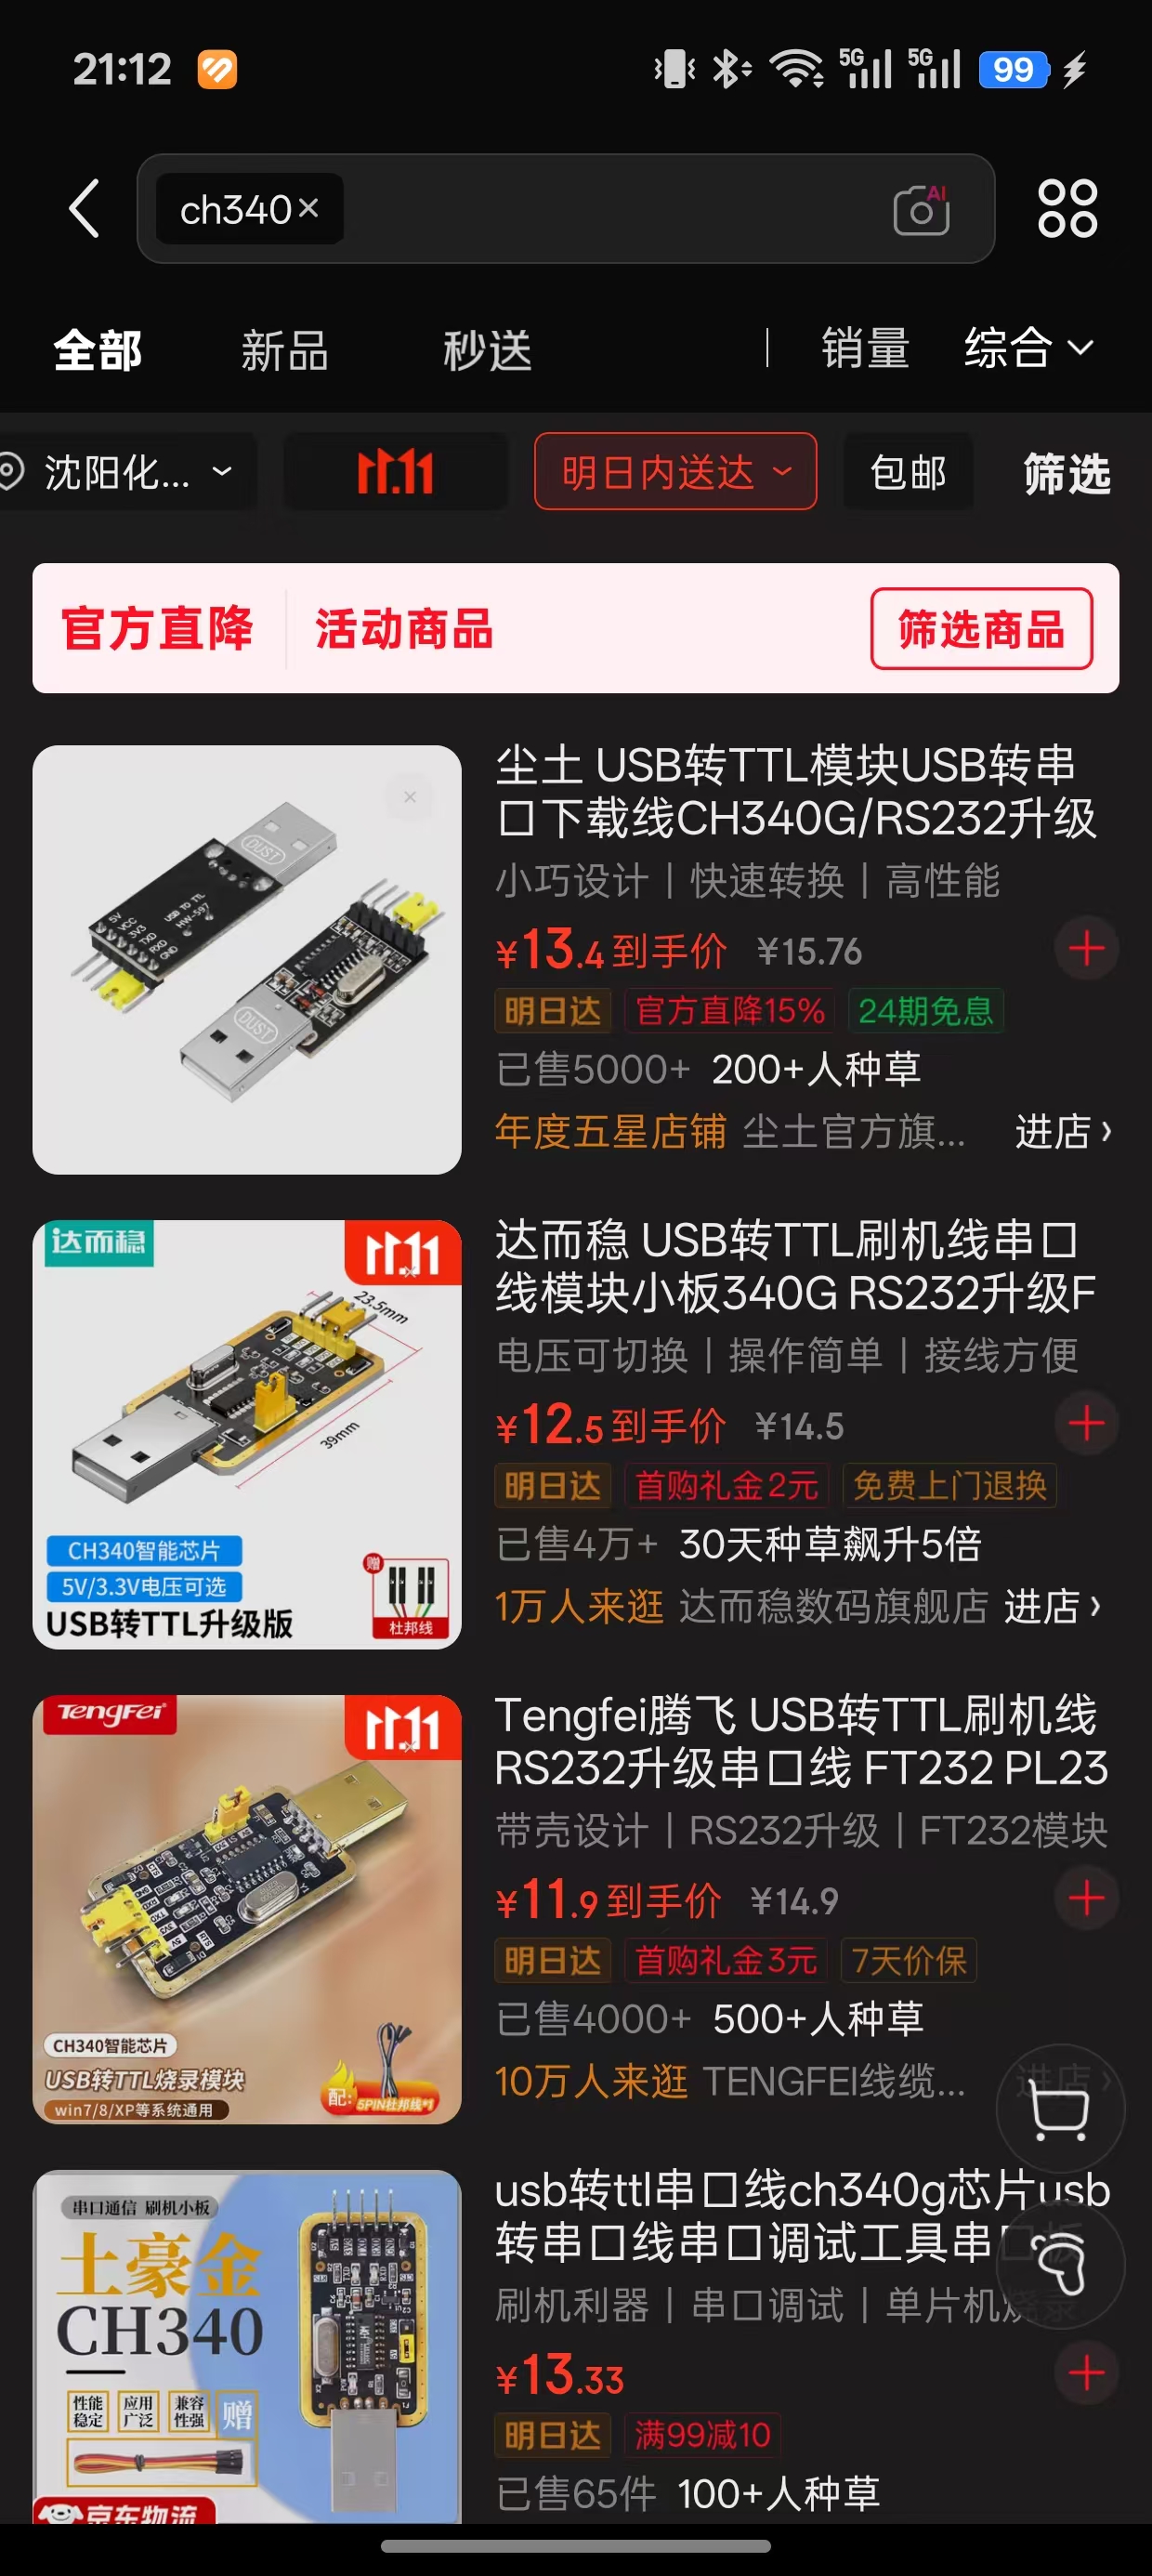 21:12
5G 5G 99
ch340×
AI
全部 新品 秒送 销量 综合
沈阳化... 11.11 明日内送达 包邮 筛选
官方直降 活动商品 筛选商品
尘土 USB转TTL模块USB转串
口下载线CH340G/RS232升级
小巧设计 | 快速转换 | 高性能
¥13.4到手价 ¥15.76
明日达 官方直降15% 24期免息
已售5000+ 200+人种草
年度五星店铺 尘土官方旗... 进店
DUST
5V
VCC
3V3
TXD
RXD
GND
USB TO TTL
HW-597
DUST
达而稳 USB转TTL刷机线串口
线模块小板340G RS232升级F
电压可切换 | 操作简单 | 接线方便
¥12.5到手价 ¥14.5
明日达 首购礼金2元 免费上门退换
已售4万+ 30天种草飙升5倍
1万人来逛 达而稳数码旗舰店 进店
达而稳
11.11
23.5mm
39mm
CH340智能芯片
5V/3.3V电压可选
USB转TTL升级版
赠
杜邦线
Tengfei腾飞 USB转TTL刷机线
RS232升级串口线 FT232 PL23
带壳设计 | RS232升级 | FT232模块
¥11.9到手价 ¥14.9
明日达 首购礼金3元 7天价保
已售4000+ 500+人种草
10万人来逛 TENGFEI线缆... 进店
TengFei
11.11
CH340智能芯片
USB转TTL烧录模块
win7/8/XP等系统通用
配: 5PIN杜邦线*1
usb转ttl串口线ch340g芯片usb
转串口线串口调试工具串口板
刷机利器 | 串口调试 | 单片机烧录
¥13.33
明日达 满99减10
已售65件 100+人种草
串口通信 刷机小板
土豪金
CH340
性能稳定 应用广泛 兼容性强 赠
京东物流